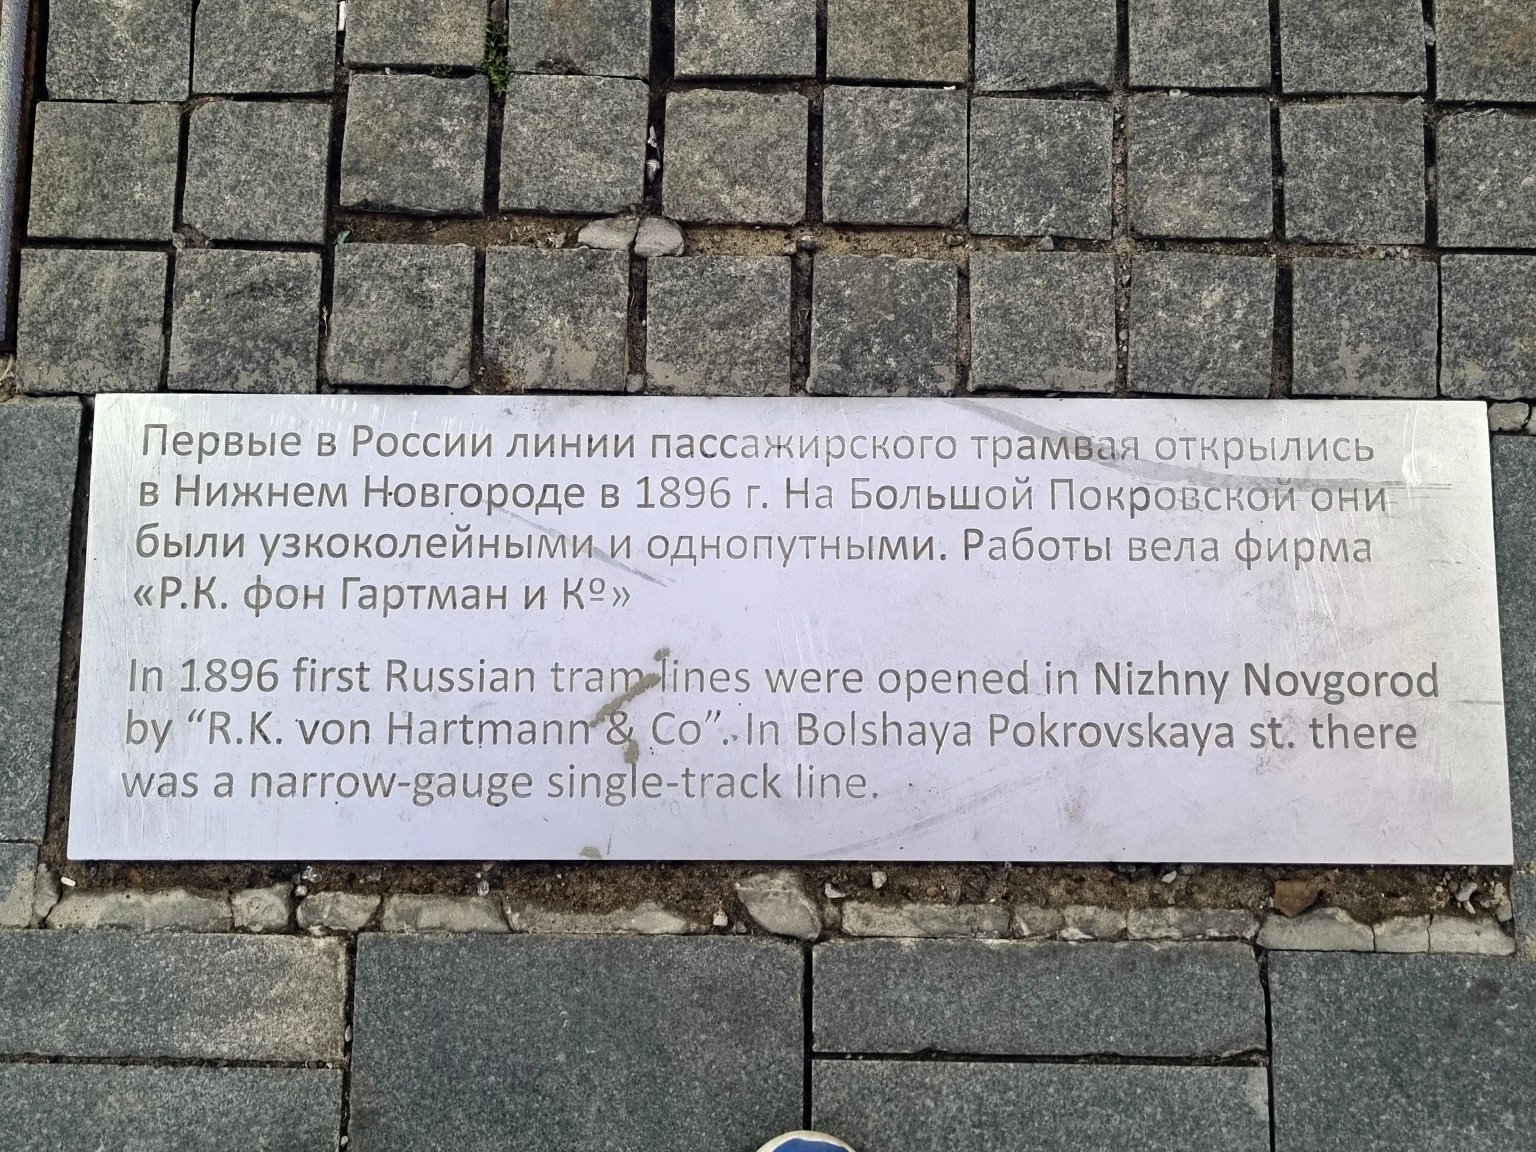 Первые в России линии пассажирского трамвая открылись
в Нижнем Новгороде в 1896 г. На Большой Покровской они
были узкоколейными и однопутными. Работы вела фирма
«Р.К. фон Гартман и Кº»
In 1896 first Russian tram lines were opened in Nizhny Novgorod
by “R.K. von Hartmann & Co”. In Bolshaya Pokrovskaya st. there
was a narrow-gauge single-track line.